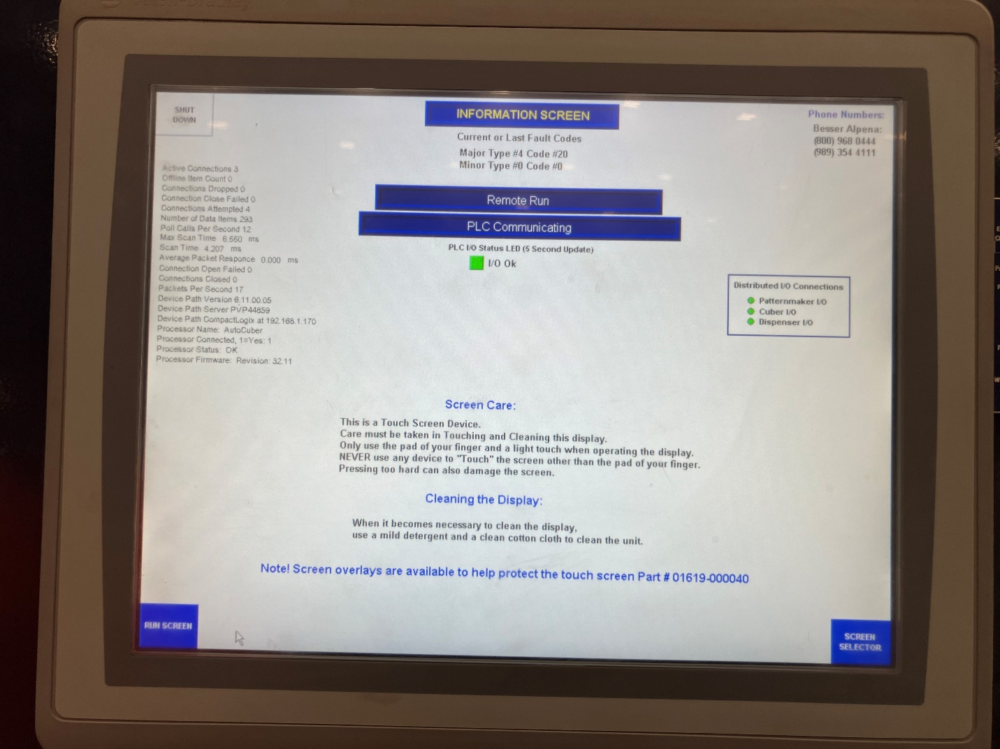 SHUT
DOWN
INFORMATION SCREEN
Current or Last Fault Codes
Major Type #4 Code #20
Minor Type #0 Code #0
Phone Numbers:
Besser Alpena:
(800) 968 0444
(989) 354 4111
Active Connections 3
Offline Item Count 0
Connections Dropped 0
Connection Close Failed 0
Connections Attempted 4
Number of Data Items 293
Poll Calls Per Second 12
Max Scan Time 6.550 ms
Scan Time 4.207 ms
Average Packet Responce 0.000 ms
Connection Open Failed 0
Connections Closed 0
Packets Per Second 17
Device Path Version 6.11.00.05
Device Path Server PVP44859
Device Path CompactLogix at 192.168.1.170
Processor Name: AutoCuber
Processor Connected, 1=Yes: 1
Processor Status: OK
Processor Firmware: Revision: 32.11
Remote Run
PLC Communicating
PLC I/O Status LED (5 Second Update)
I/O Ok
Distributed I/O Connections
Patternmaker I/O
Cuber I/O
Dispenser I/O
Screen Care:
This is a Touch Screen Device.
Care must be taken in Touching and Cleaning this display.
Only use the pad of your finger and a light touch when operating the display.
NEVER use any device to "Touch" the screen other than the pad of your finger.
Pressing too hard can also damage the screen.
Cleaning the Display:
When it becomes necessary to clean the display,
use a mild detergent and a clean cotton cloth to clean the unit.
Note! Screen overlays are available to help protect the touch screen Part # 01619-000040
RUN SCREEN
SCREEN
SELECTOR